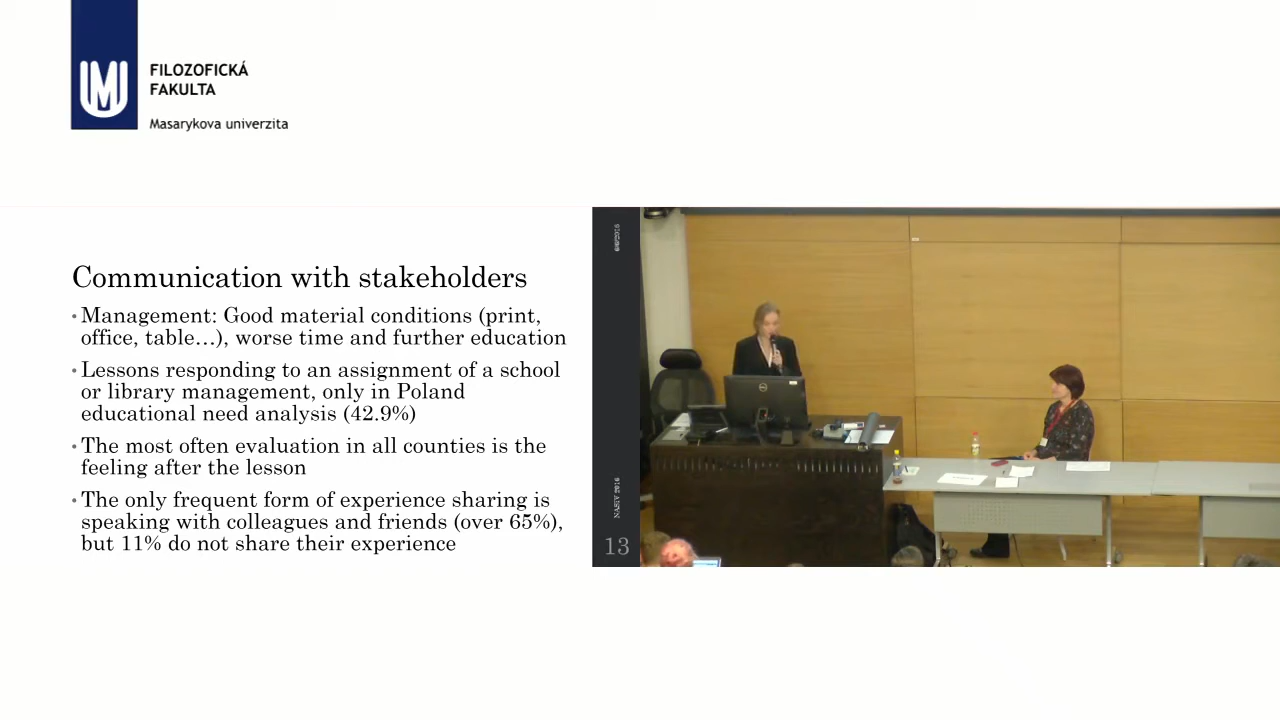 FILOZOFICKÁ
FAKULTA
Masarykova univerzita
Communication with stakeholders
• Management: Good material conditions (print,
office, table…), worse time and further education
• Lessons responding to an assignment of a school
or library management, only in Poland
educational need analysis (42.9%)
• The most often evaluation in all counties is the
feeling after the lesson
• The only frequent form of experience sharing is
speaking with colleagues and friends (over 65%),
but 11% do not share their experience
13
DELL